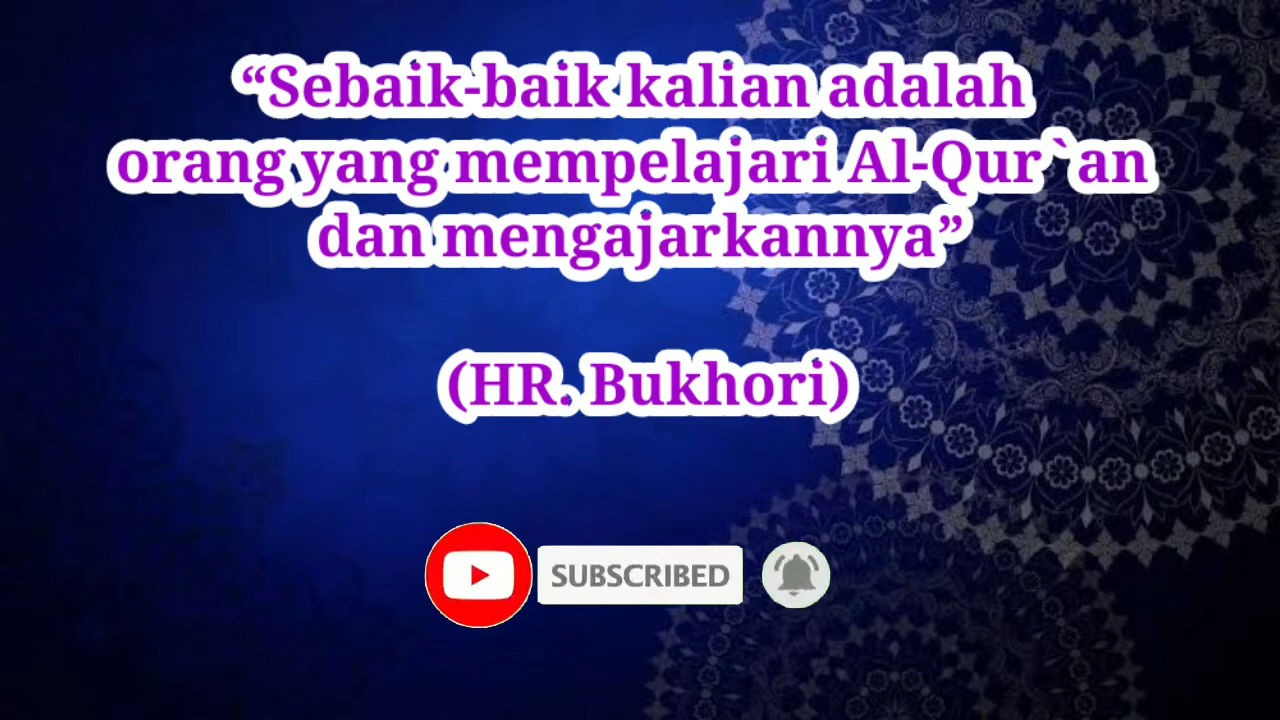 “Sebaik-baik kalian adalah
orang yang mempelajari Al-Qur`an
dan mengajarkannya”
(HR. Bukhori)
SUBSCRIBED